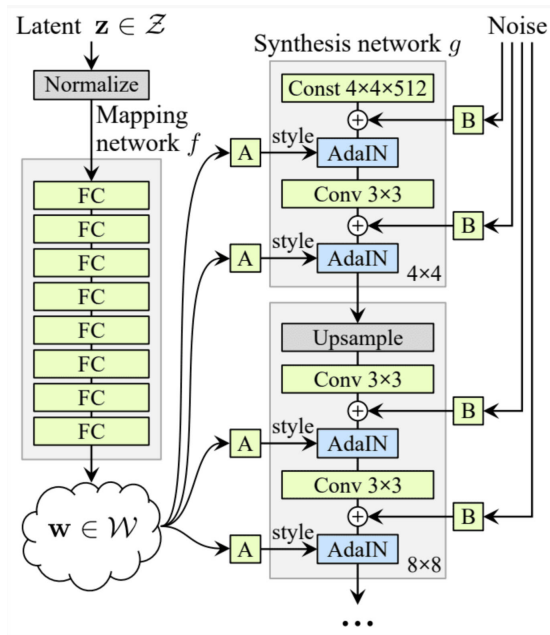 Latent z ∈ 𝒵
Normalize
Mapping
network f
FC
FC
FC
FC
FC
FC
FC
FC
w ∈ 𝒲
Synthesis network g
Noise
Const 4×4×512
+
B
A
style
AdaIN
Conv 3×3
+
B
A
style
AdaIN
4×4
Upsample
Conv 3×3
+
B
A
style
AdaIN
Conv 3×3
+
B
A
style
AdaIN
8×8
...